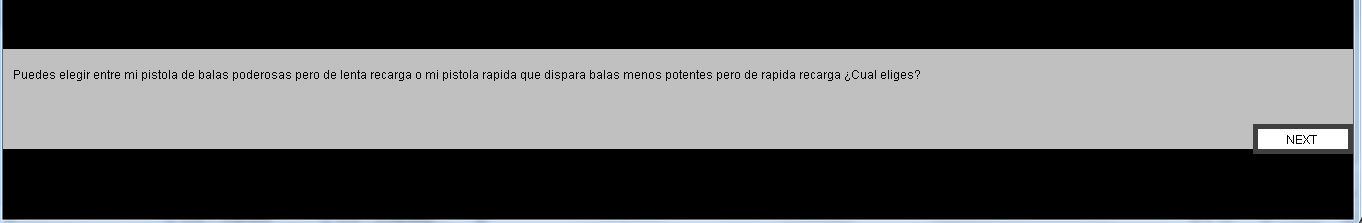 Puedes elegir entre mi pistola de balas poderosas pero de lenta recarga o mi pistola rapida que dispara balas menos potentes pero de rapida recarga ¿Cual eliges?
NEXT